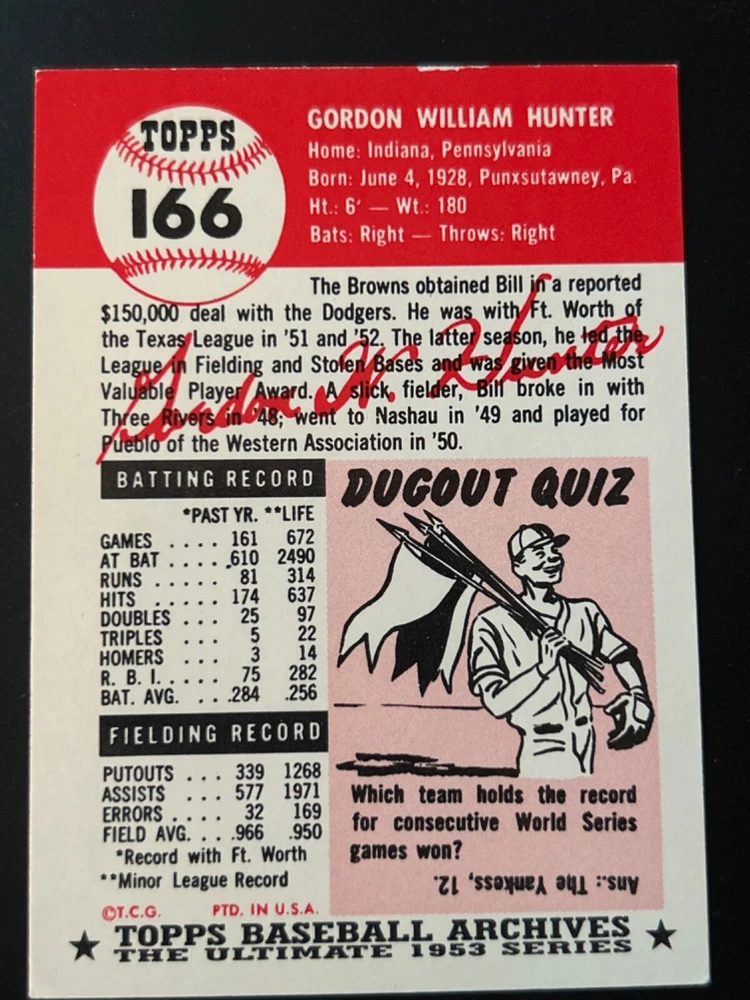 TOPPS
166
GORDON WILLIAM HUNTER
Home: Indiana, Pennsylvania
Born: June 4, 1928, Punxsutawney, Pa.
Ht.: 6' — Wt.: 180
Bats: Right — Throws: Right
The Browns obtained Bill in a reported
$150,000 deal with the Dodgers. He was with Ft. Worth of
the Texas League in '51 and '52. The latter season, he led the
League in Fielding and Stolen Bases and was given the Most
Valuable Player Award. A slick, fielder, Bill broke in with
Three Rivers in '48; went to Nashau in '49 and played for
Pueblo of the Western Association in '50.
Gordon W. Hunter
BATTING RECORD
*PAST YR. **LIFE
GAMES .... 161 672
AT BAT .... 610 2490
RUNS ..... 81 314
HITS ...... 174 637
DOUBLES ... 25 97
TRIPLES ... 5 22
HOMERS ... 3 14
R. B. I. .... 75 282
BAT. AVG. ... .284 .256
FIELDING RECORD
PUTOUTS ... 339 1268
ASSISTS .... 577 1971
ERRORS .... 32 169
FIELD AVG. ... .966 .950
*Record with Ft. Worth
**Minor League Record
©T.C.G. PTD. IN U.S.A.
DUGOUT QUIZ
Which team holds the record
for consecutive World Series
games won?
Ans.: The Yankess, 12.
★ TOPPS BASEBALL ARCHIVES ★
THE ULTIMATE 1953 SERIES